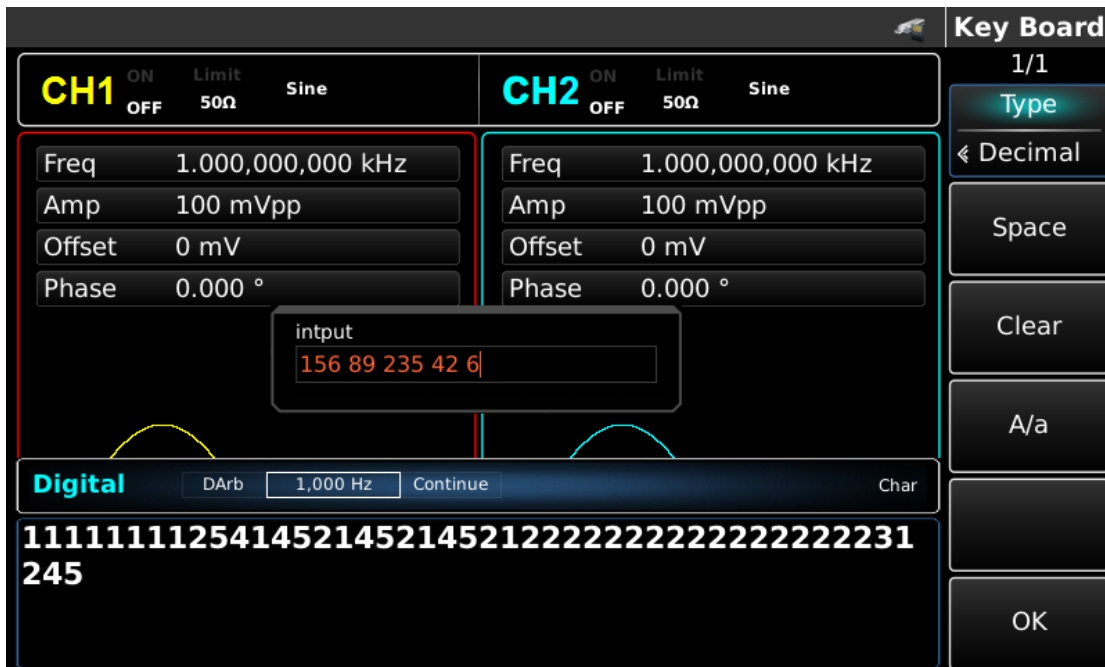 Key Board
1/1
CH1 ON OFF Limit 50Ω Sine
CH2 ON OFF Limit 50Ω Sine
Type
Decimal
Freq 1.000,000,000 kHz
Amp 100 mVpp
Offset 0 mV
Phase 0.000 °
Freq 1.000,000,000 kHz
Amp 100 mVpp
Offset 0 mV
Phase 0.000 °
Space
intput
156 89 235 42 6
Clear
A/a
Digital DArb 1,000 Hz Continue Char
11111111254145214521452122222222222222222231
245
OK